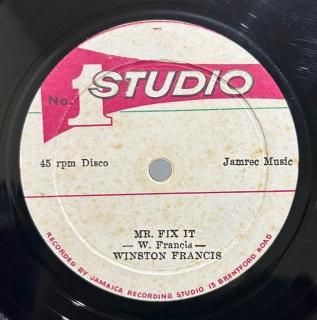 No. 1 STUDIO
45 rpm Disco
Jamrec Music
MR. FIX IT
— W. Francis —
WINSTON FRANCIS
RECORDED BY JAMAICA RECORDING STUDIO 13 BRENTFORD ROAD